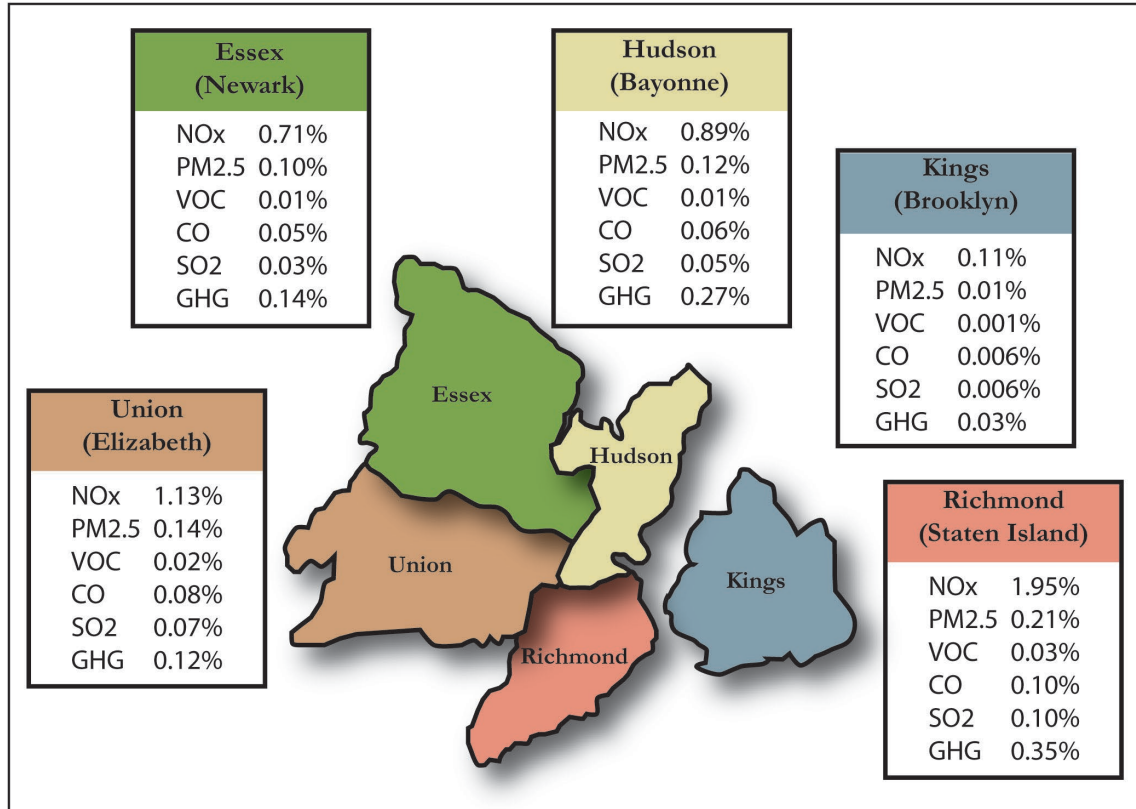 Essex
(Newark)
NOx 0.71%
PM2.5 0.10%
VOC 0.01%
CO 0.05%
SO2 0.03%
GHG 0.14%
Hudson
(Bayonne)
NOx 0.89%
PM2.5 0.12%
VOC 0.01%
CO 0.06%
SO2 0.05%
GHG 0.27%
Kings
(Brooklyn)
NOx 0.11%
PM2.5 0.01%
VOC 0.001%
CO 0.006%
SO2 0.006%
GHG 0.03%
Union
(Elizabeth)
NOx 1.13%
PM2.5 0.14%
VOC 0.02%
CO 0.08%
SO2 0.07%
GHG 0.12%
Richmond
(Staten Island)
NOx 1.95%
PM2.5 0.21%
VOC 0.03%
CO 0.10%
SO2 0.10%
GHG 0.35%
Essex
Hudson
Union
Kings
Richmond